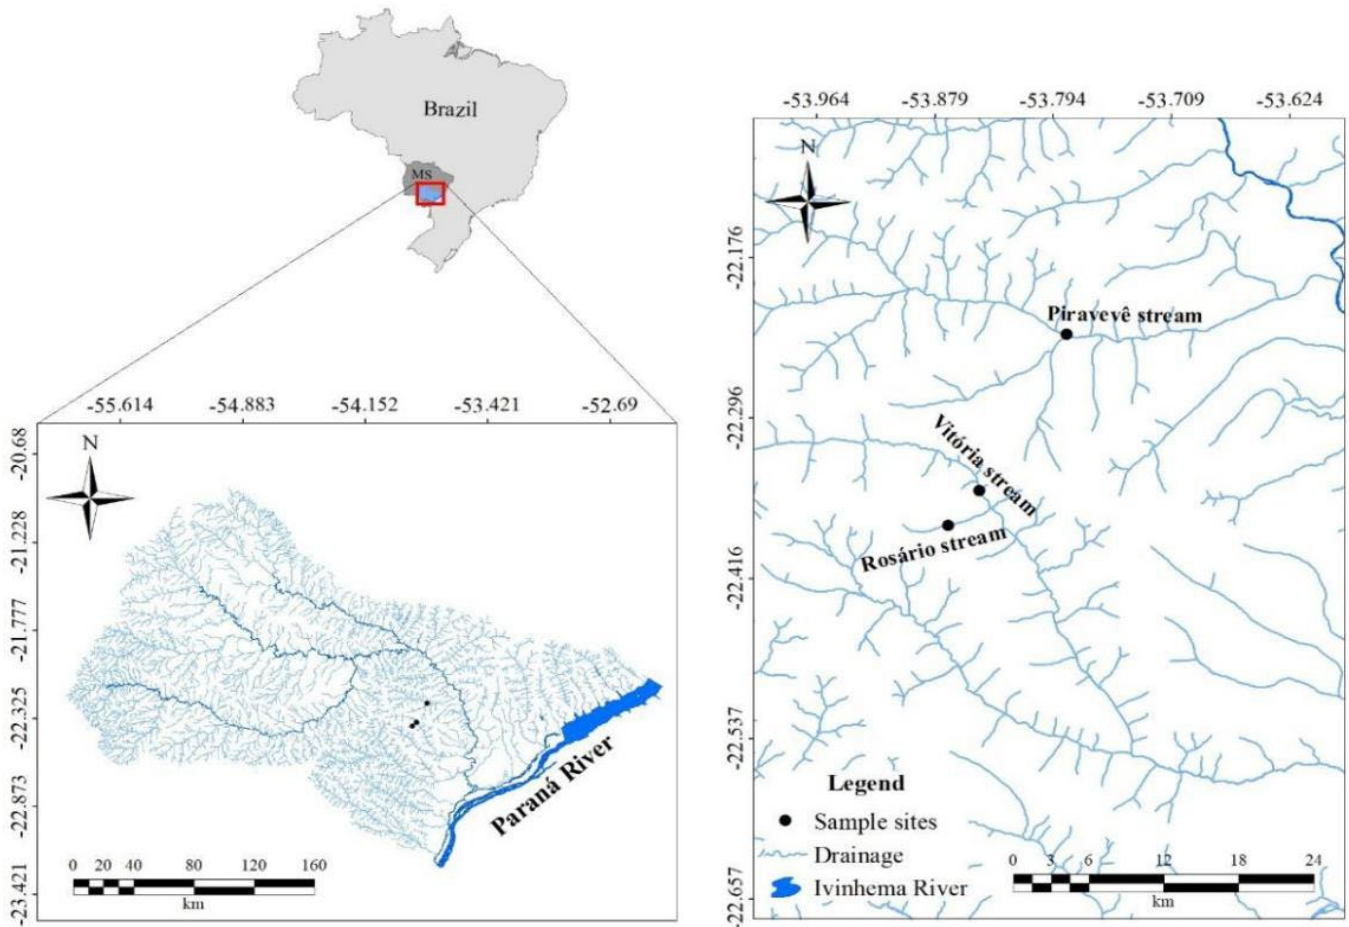 Brazil
MS
-55.614 -54.883 -54.152 -53.421 -52.69
-20.68
-21.228
-21.777
-22.325
-22.873
-23.421
N
Paraná River
0 20 40 80 120 160
km
-53.964 -53.879 -53.794 -53.709 -53.624
-22.176
-22.296
-22.416
-22.537
-22.657
N
Piravevê stream
Vitória stream
Rosário stream
Legend
Sample sites
Drainage
Ivinhema River
0 3 6 12 18 24
km